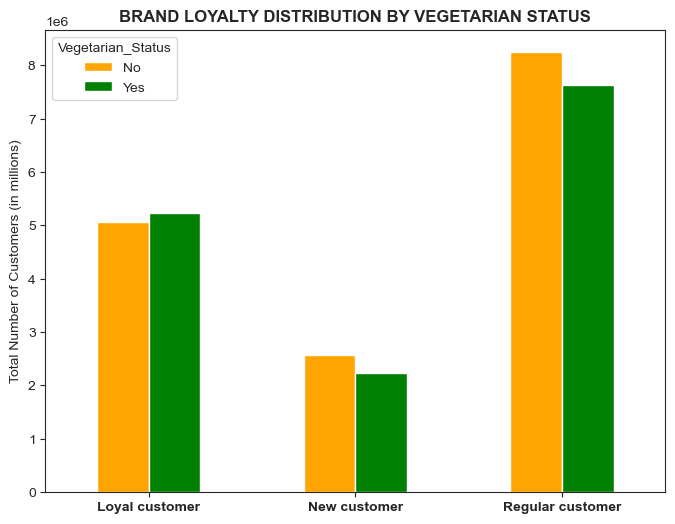 BRAND LOYALTY DISTRIBUTION BY VEGETARIAN STATUS
1e6
Vegetarian_Status
No
Yes
Total Number of Customers (in millions)
8
7
6
5
4
3
2
1
0
Loyal customer
New customer
Regular customer